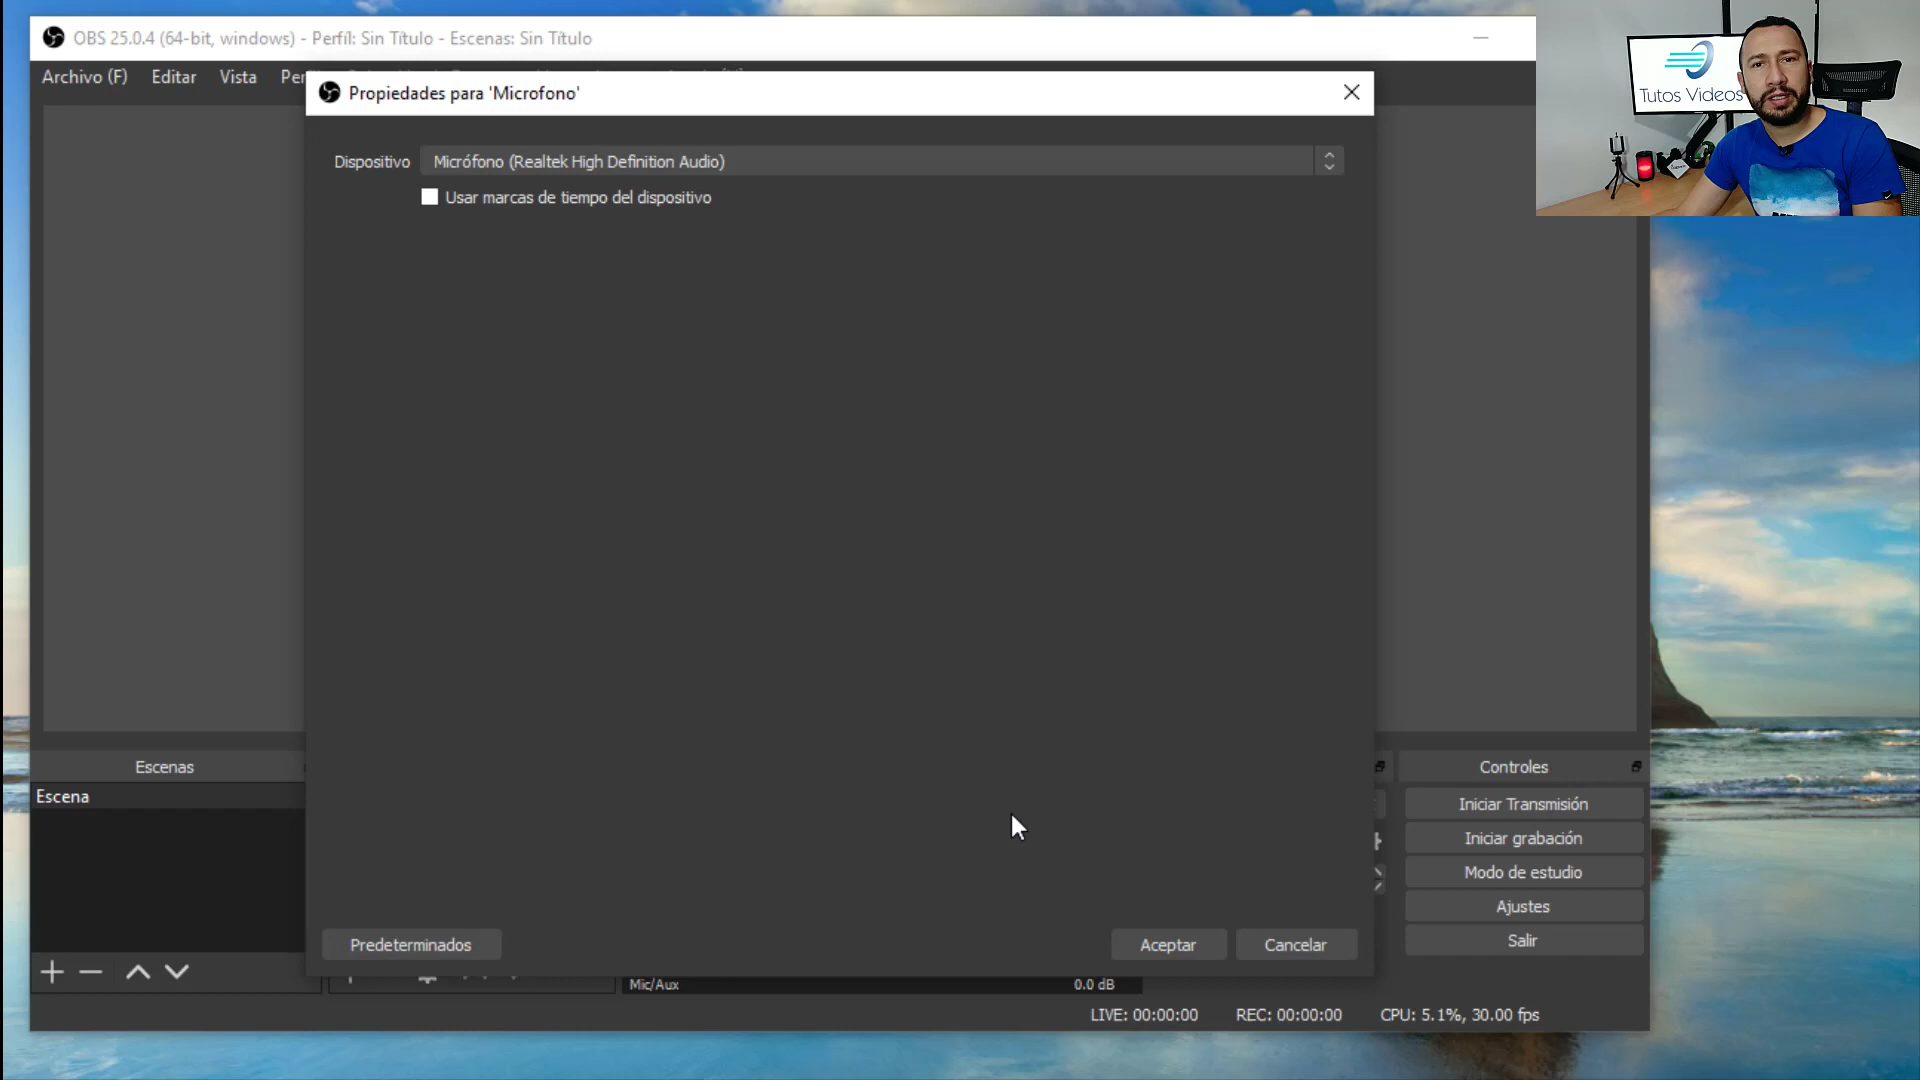 OBS 25.0.4 (64-bit, windows) - Perfíl: Sin Título - Escenas: Sin Título
Archivo (F) Editar Vista
Propiedades para 'Microfono'
Tutos Videos
Dispositivo Micrófono (Realtek High Definition Audio)
Usar marcas de tiempo del dispositivo
Escenas
Controles
Escena
Iniciar Transmisión
Iniciar grabación
Modo de estudio
Ajustes
Salir
Predeterminados
Aceptar
Cancelar
Mic/Aux 0.0 dB
LIVE: 00:00:00 REC: 00:00:00 CPU: 5.1%, 30.00 fps